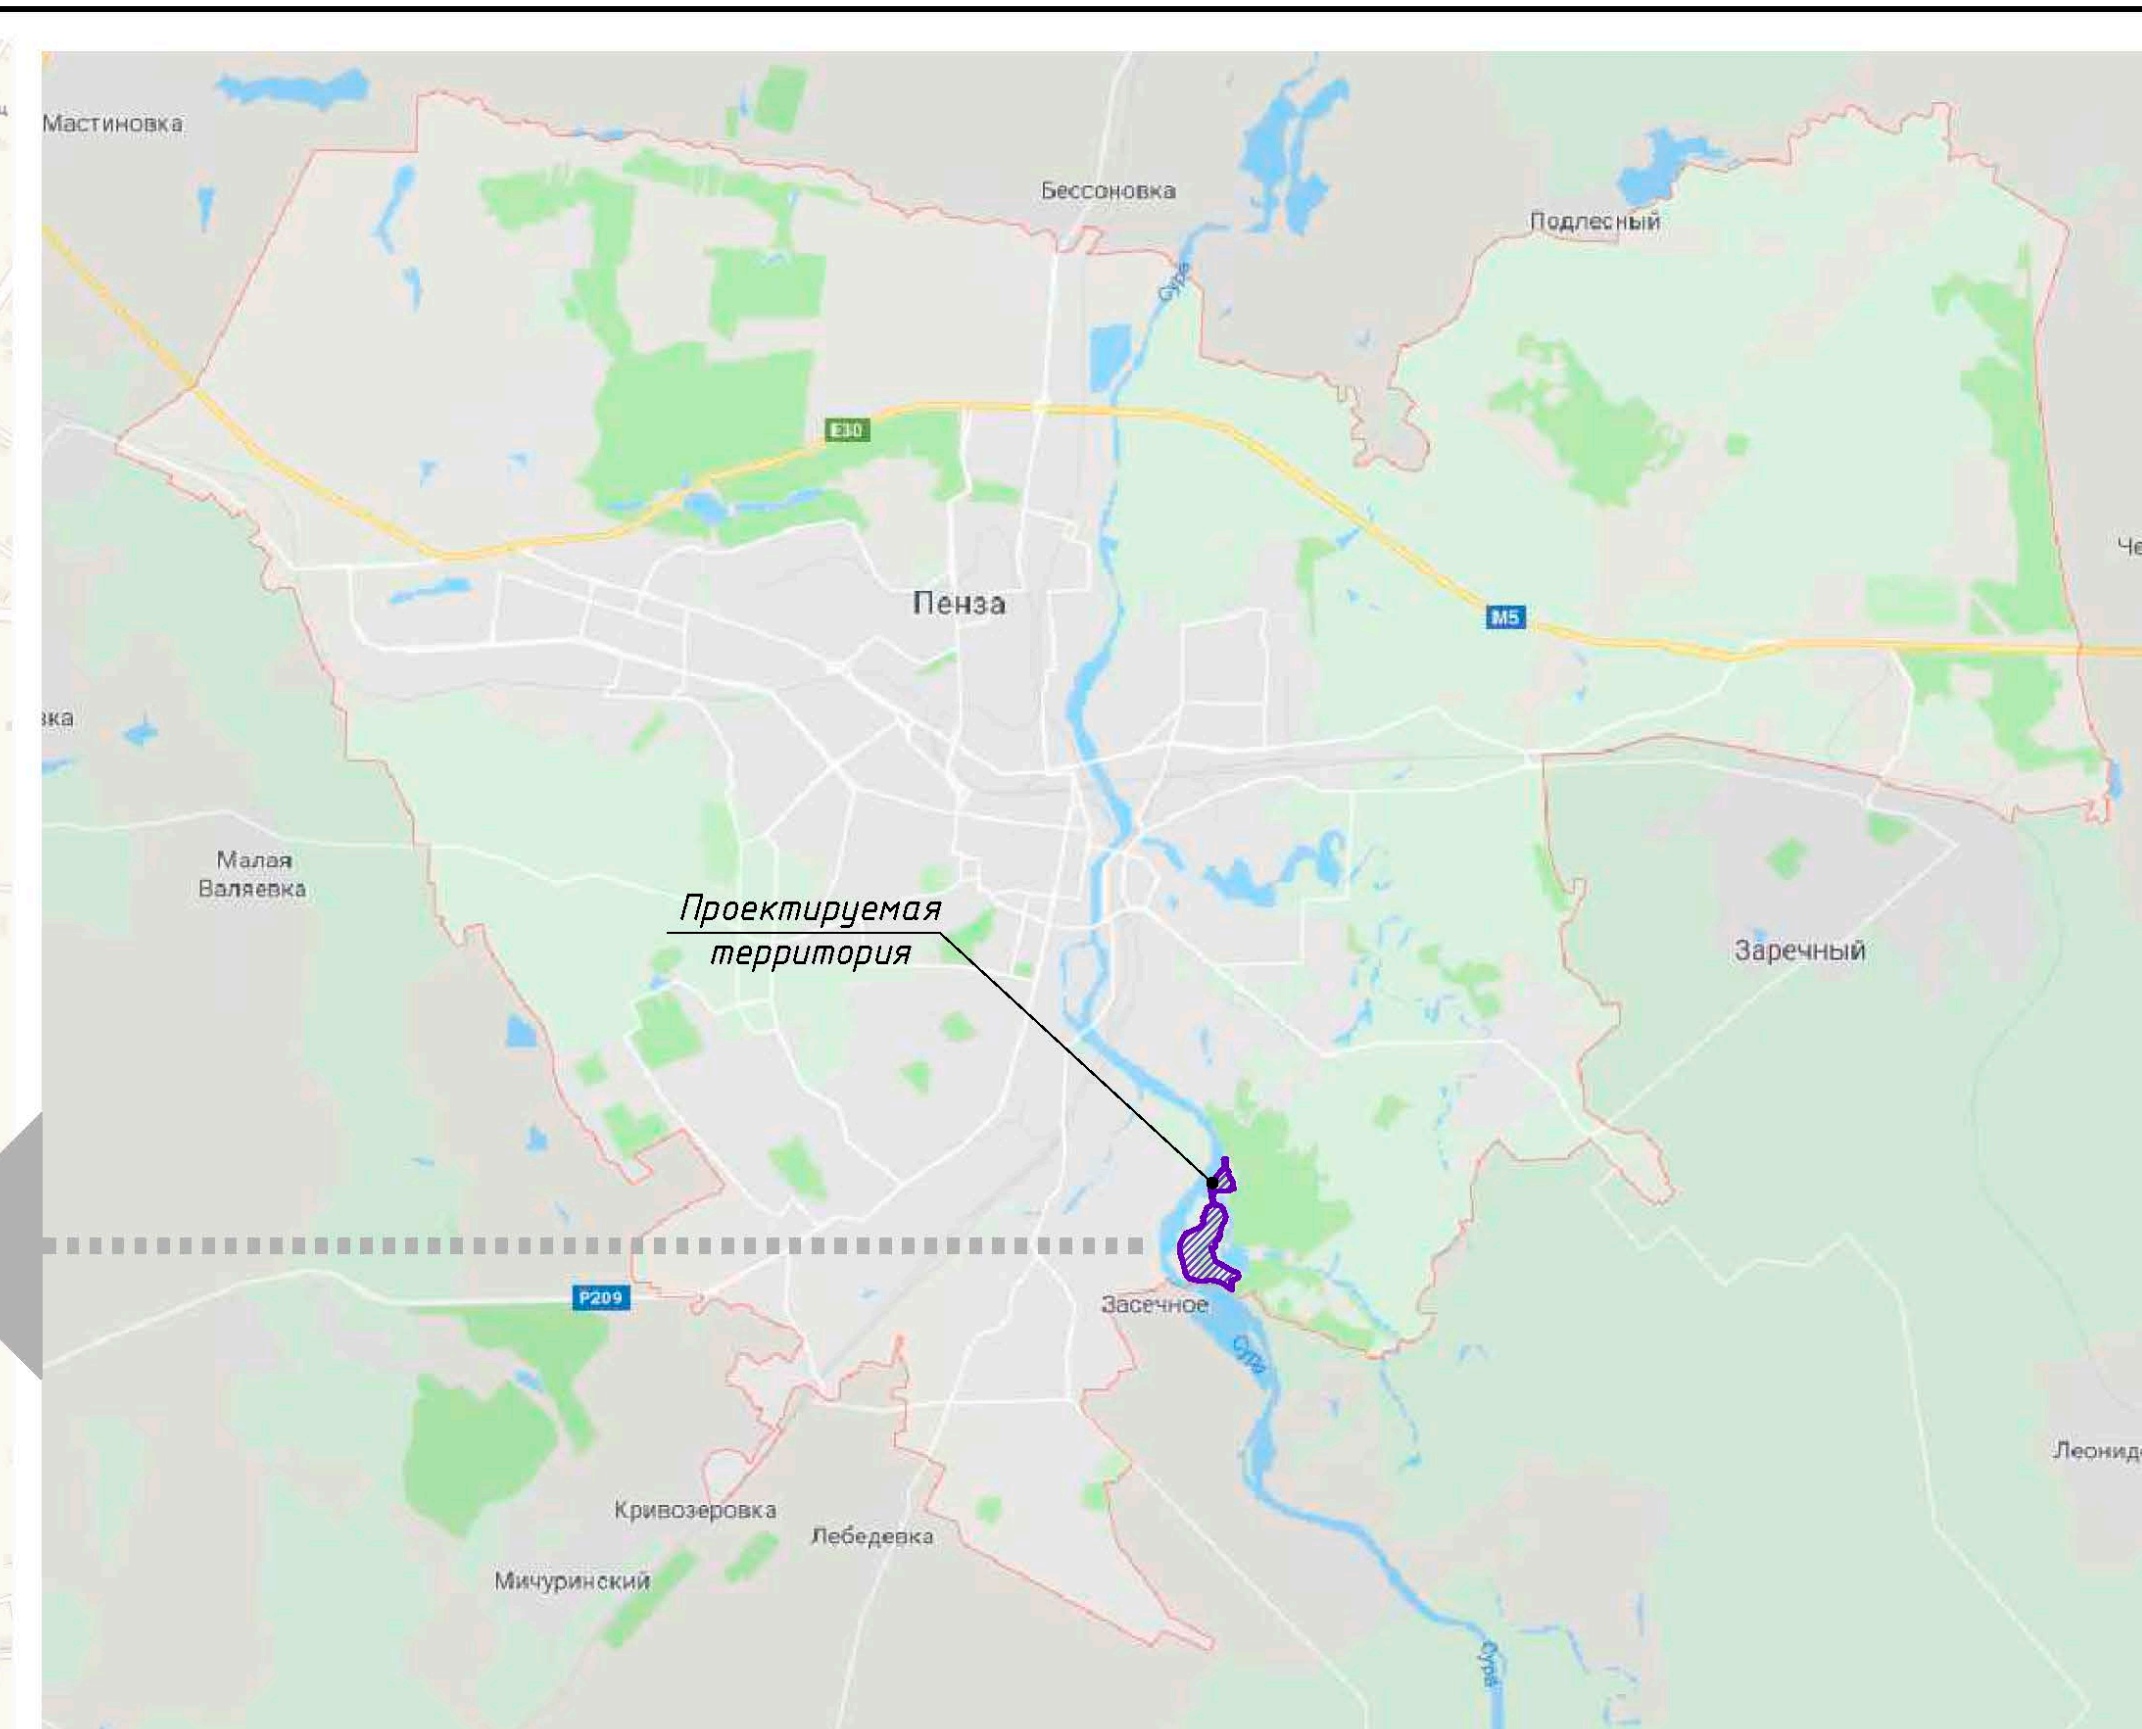 Мастиновка
Бессоновка
Подлесный
Сура
E30
Пенза
M5
Малая
Валяевка
Проектируемая
территория
Заречный
P209
Засечное
Сура
Кривозеровка
Лебедевка
Мичуринский
Сура